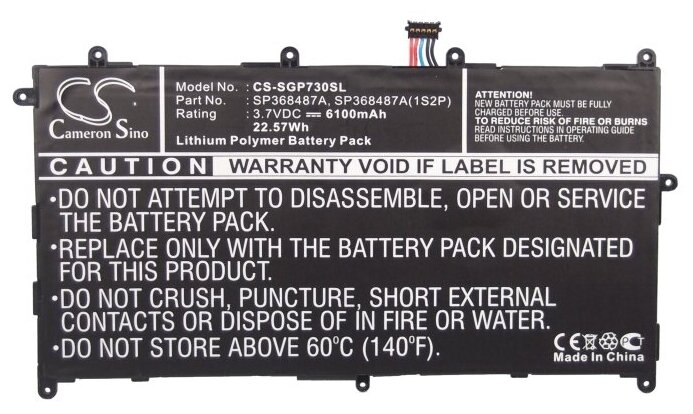 CS
Cameron Sino
Model No. : CS-SGP730SL
Part No. : SP368487A, SP368487A(1S2P)
Rating : 3.7VDC ⎓ 6100mAh
22.57Wh
Lithium Polymer Battery Pack
ATTENTION:
NEW BATTERY PACK MUST BE FULLY
CHARGED BEFORE USE.
TO REDUCE RISK OF FIRE OR BURNS
READ INSTRUCTIONS BEFORE
USING THE BATTERY.
CAUTION WARRANTY VOID IF LABEL IS REMOVED
•DO NOT ATTEMPT TO DISASSEMBLE, OPEN OR SERVICE
THE BATTERY PACK.
•REPLACE ONLY WITH THE BATTERY PACK DESIGNATED
FOR THIS EQUIPMENT.
•DO NOT CRUSH, PUNCTURE, SHORT EXTERNAL
CONTACTS OR DISPOSE OF IN FIRE OR WATER.
•DO NOT STORE ABOVE 60°C (140°F).
CE
Made In China